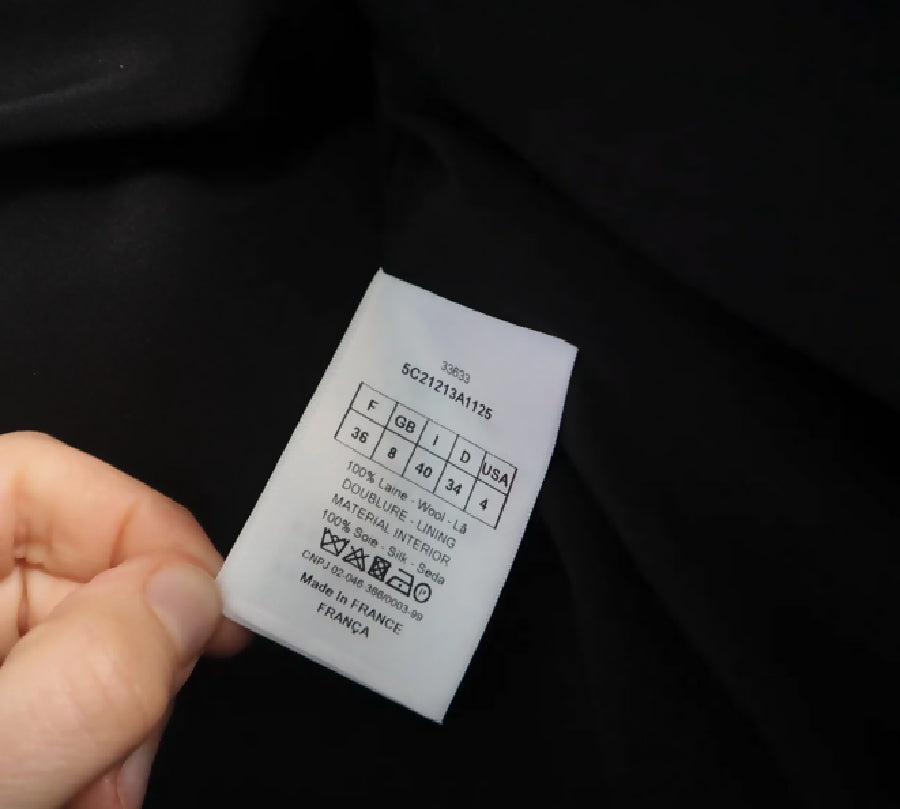 33633
5C21213A1125
F GB I D USA
36 8 40 34 4
100% Laine - Wool - Lã
DOUBLURE - LINING
MATERIAL INTERIOR
100% Soie - Silk - Seda
P
CNPJ 02-046 366/0003-99
Made In FRANCE
FRANÇA